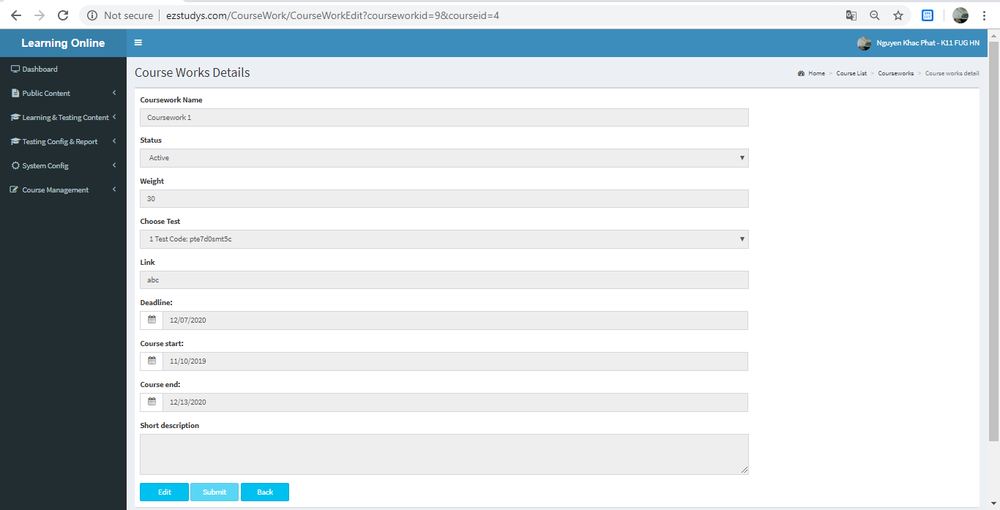 Not secure | ezstudys.com/CourseWork/CourseWorkEdit?courseworkid=9&courseid=4
Learning Online
Nguyen Khac Phat - K11 FUG HN
Dashboard
Public Content
Learning & Testing Content
Testing Config & Report
System Config
Course Management
Course Works Details
Home > Course List > Courseworks > Course works detail
Coursework Name
Coursework 1
Status
Active
Weight
30
Choose Test
1 Test Code: pte7d0smt5c
Link
abc
Deadline:
12/07/2020
Course start:
11/10/2019
Course end:
12/13/2020
Short description
Edit Submit Back